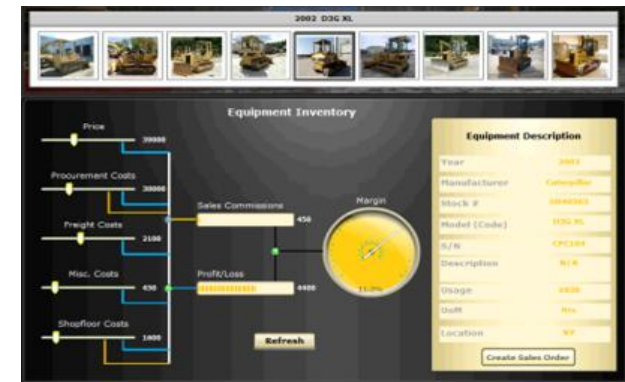 2002 D3G XL
Equipment Inventory
Price
39000
Procurement Costs
30000
Freight Costs
2100
Misc. Costs
450
Shopfloor Costs
1600
Sales Commissions
450
Profit/Loss
4400
Margin
Refresh
Equipment Description
Year 2002
Manufacturer Caterpillar
Stock #
Model (Code) D3G XL
S/N
Description N/A
Usage
UoM Hrs
Location KY
Create Sales Order